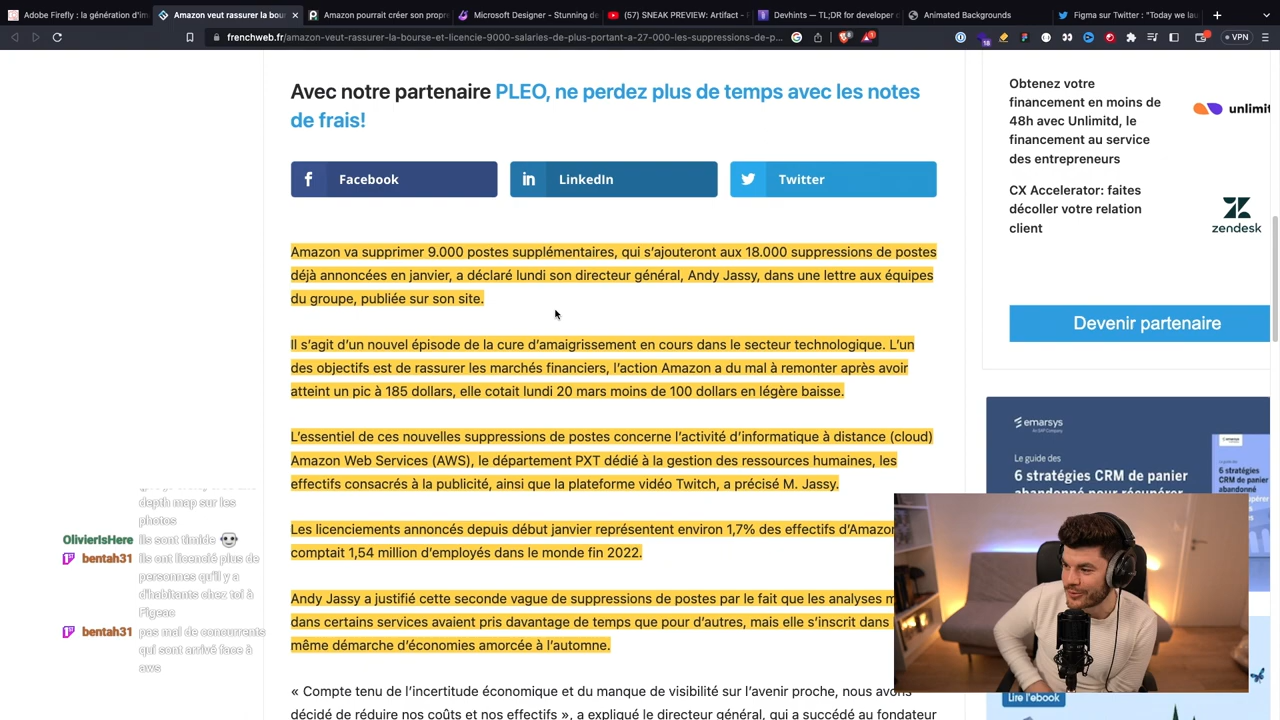 Adobe Firefly : la génération d'im
Amazon veut rassurer la bou
Amazon pourrait créer son propre
Microsoft Designer - Stunning de
(57) SNEAK PREVIEW: Artifact -
Devhints — TL;DR for developer d
Animated Backgrounds
Figma sur Twitter : "Today we lau
frenchweb.fr/amazon-veut-rassurer-la-bourse-et-licencie-9000-salaries-de-plus-portant-a-27-000-les-suppressions-de-p...
VPN
Avec notre partenaire PLEO, ne perdez plus de temps avec les notes
de frais!
Facebook
LinkedIn
Twitter
Amazon va supprimer 9.000 postes supplémentaires, qui s'ajouteront aux 18.000 suppressions de postes
déjà annoncées en janvier, a déclaré lundi son directeur général, Andy Jassy, dans une lettre aux équipes
du groupe, publiée sur son site.
Il s'agit d'un nouvel épisode de la cure d'amaigrissement en cours dans le secteur technologique. L'un
des objectifs est de rassurer les marchés financiers, l'action Amazon a du mal à remonter après avoir
atteint un pic à 185 dollars, elle cotait lundi 20 mars moins de 100 dollars en légère baisse.
L'essentiel de ces nouvelles suppressions de postes concerne l'activité d'informatique à distance (cloud)
Amazon Web Services (AWS), le département PXT dédié à la gestion des ressources humaines, les
effectifs consacrés à la publicité, ainsi que la plateforme vidéo Twitch, a précisé M. Jassy.
Les licenciements annoncés depuis début janvier représentent environ 1,7% des effectifs d'Amazon
comptait 1,54 million d'employés dans le monde fin 2022.
Andy Jassy a justifié cette seconde vague de suppressions de postes par le fait que les analyses m
dans certains services avaient pris davantage de temps que pour d'autres, mais elle s'inscrit dans
même démarche d'économies amorcée à l'automne.
« Compte tenu de l'incertitude économique et du manque de visibilité sur l'avenir proche, nous avons
décidé de réduire nos coûts et nos effectifs », a expliqué le directeur général, qui a succédé au fondateur
depth map sur les
photos
OlivierIsHere ils sont timide
bentah31 ils ont licencié plus de
personnes qu'il y a
d'habitants chez toi à
Figeac
bentah31 pas mal de concurrents
qui sont arrivé face à
aws
Obtenez votre
financement en moins de
48h avec Unlimitd, le
financement au service
des entrepreneurs
unlimit
CX Accelerator: faites
décoller votre relation
client
zendesk
Devenir partenaire
emarsys
Le guide des
6 stratégies CRM de panier
abandonné pour récupérer
Lire l'ebook